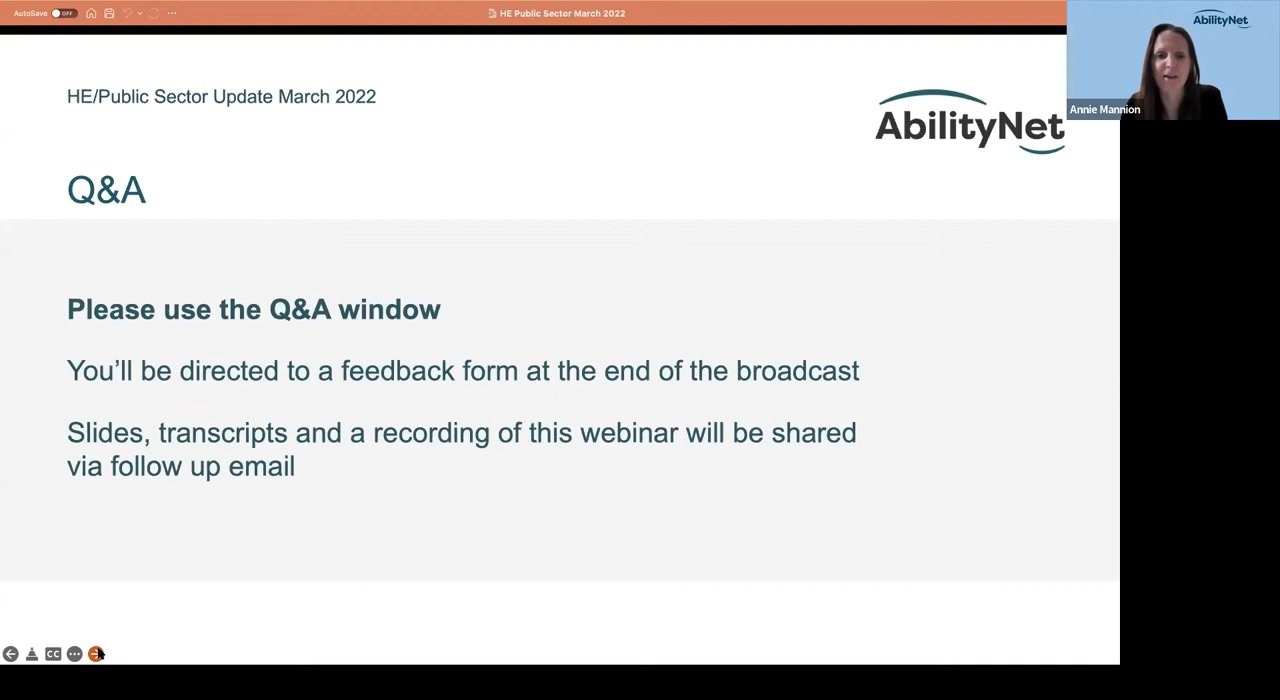 AutoSave OFF
HE Public Sector March 2022
AbilityNet
Annie Mannion
HE/Public Sector Update March 2022
AbilityNet
Q&A
Please use the Q&A window
You’ll be directed to a feedback form at the end of the broadcast
Slides, transcripts and a recording of this webinar will be shared
via follow up email
CC